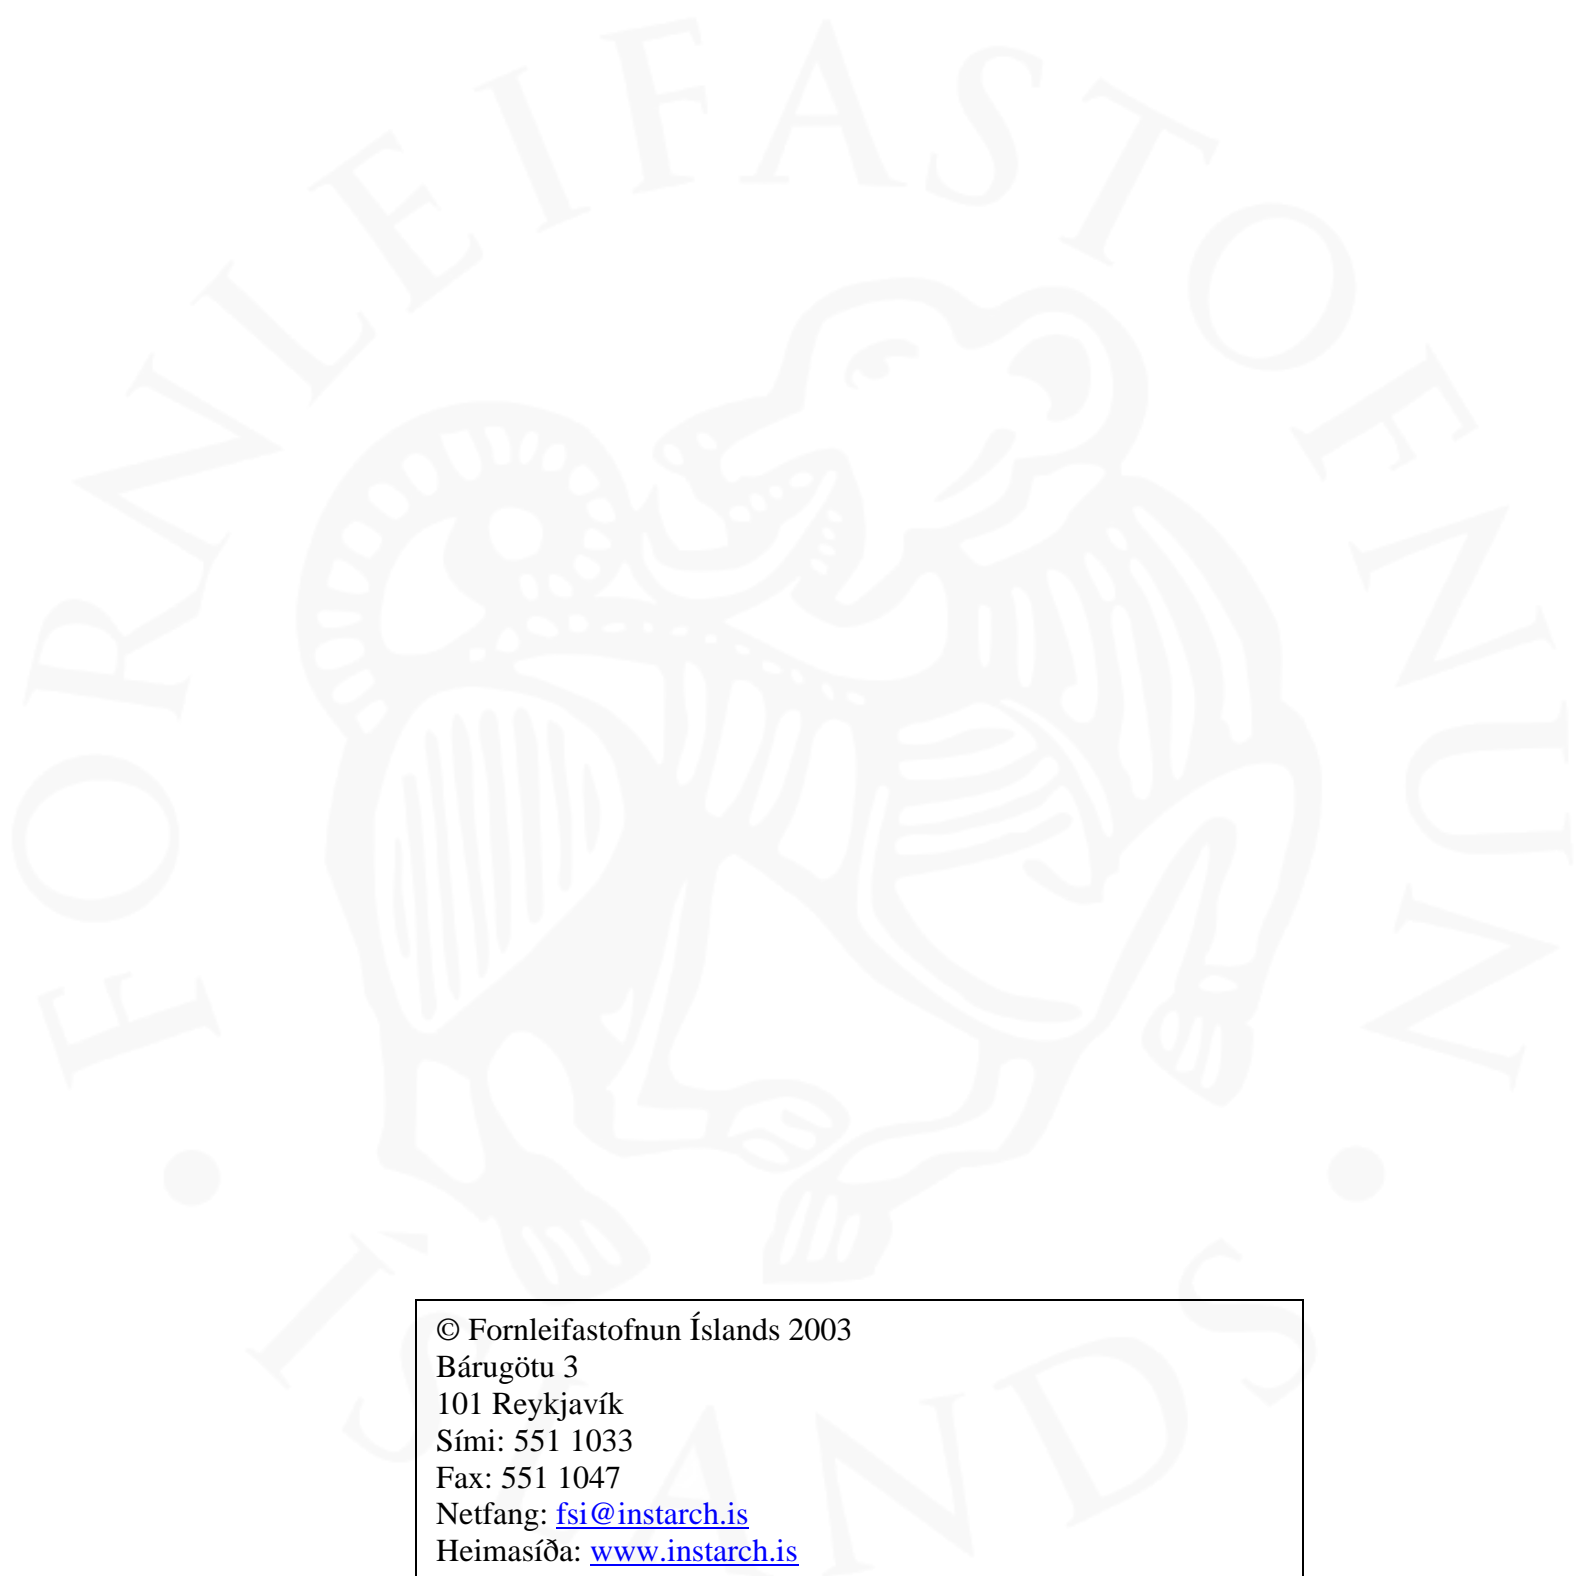 FORNLEIFASTOFNUN
ÍSLANDS
© Fornleifastofnun Íslands 2003
Bárugötu 3
101 Reykjavík
Sími: 551 1033
Fax: 551 1047
Netfang: fsi@instarch.is
Heimasíða: www.instarch.is